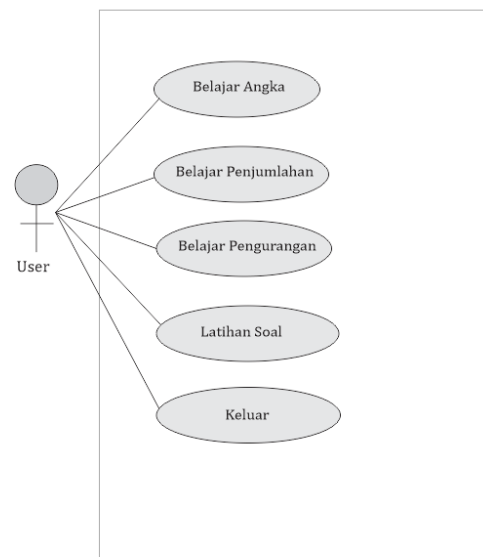 Belajar Angka
Belajar Penjumlahan
Belajar Pengurangan
User
Latihan Soal
Keluar